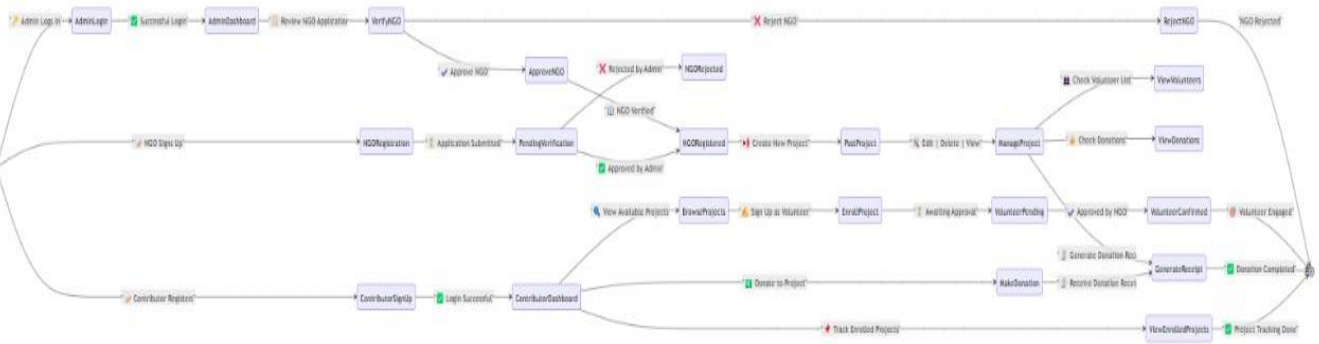 Admin Logs in
AdminLogin
Successful Login
AdminDashboard
Review NGO Application
VerifyNGO
Reject NGO
RejectNGO
NGO Rejected
Approve NGO
ApproveNGO
Rejected by Admin
NGORejected
Check Volunteer List
ViewVolunteers
NGO Verified
NGO Signs Up
NGORegistration
Application Submitted
PendingVerification
NGORegistered
Create New Project
PostProject
Edit | Delete | View
ManageProject
Check Donations
ViewDonations
Approved by Admin
View Available Projects
BrowseProjects
Sign Up as Volunteer
EnrollProject
Awaiting Approval
VolunteerPending
Approved by NGO
VolunteerConfirmed
Volunteer Engaged
Generate Donation Rece
GenerateReceipt
Donation Completed
Donate to Project
MakeDonation
Receive Donation Recei
Contributor Registers
ContributorSignUp
Login Successful
ContributorDashboard
Track Enrolled Projects
ViewEnrolledProjects
Project Tracking Done